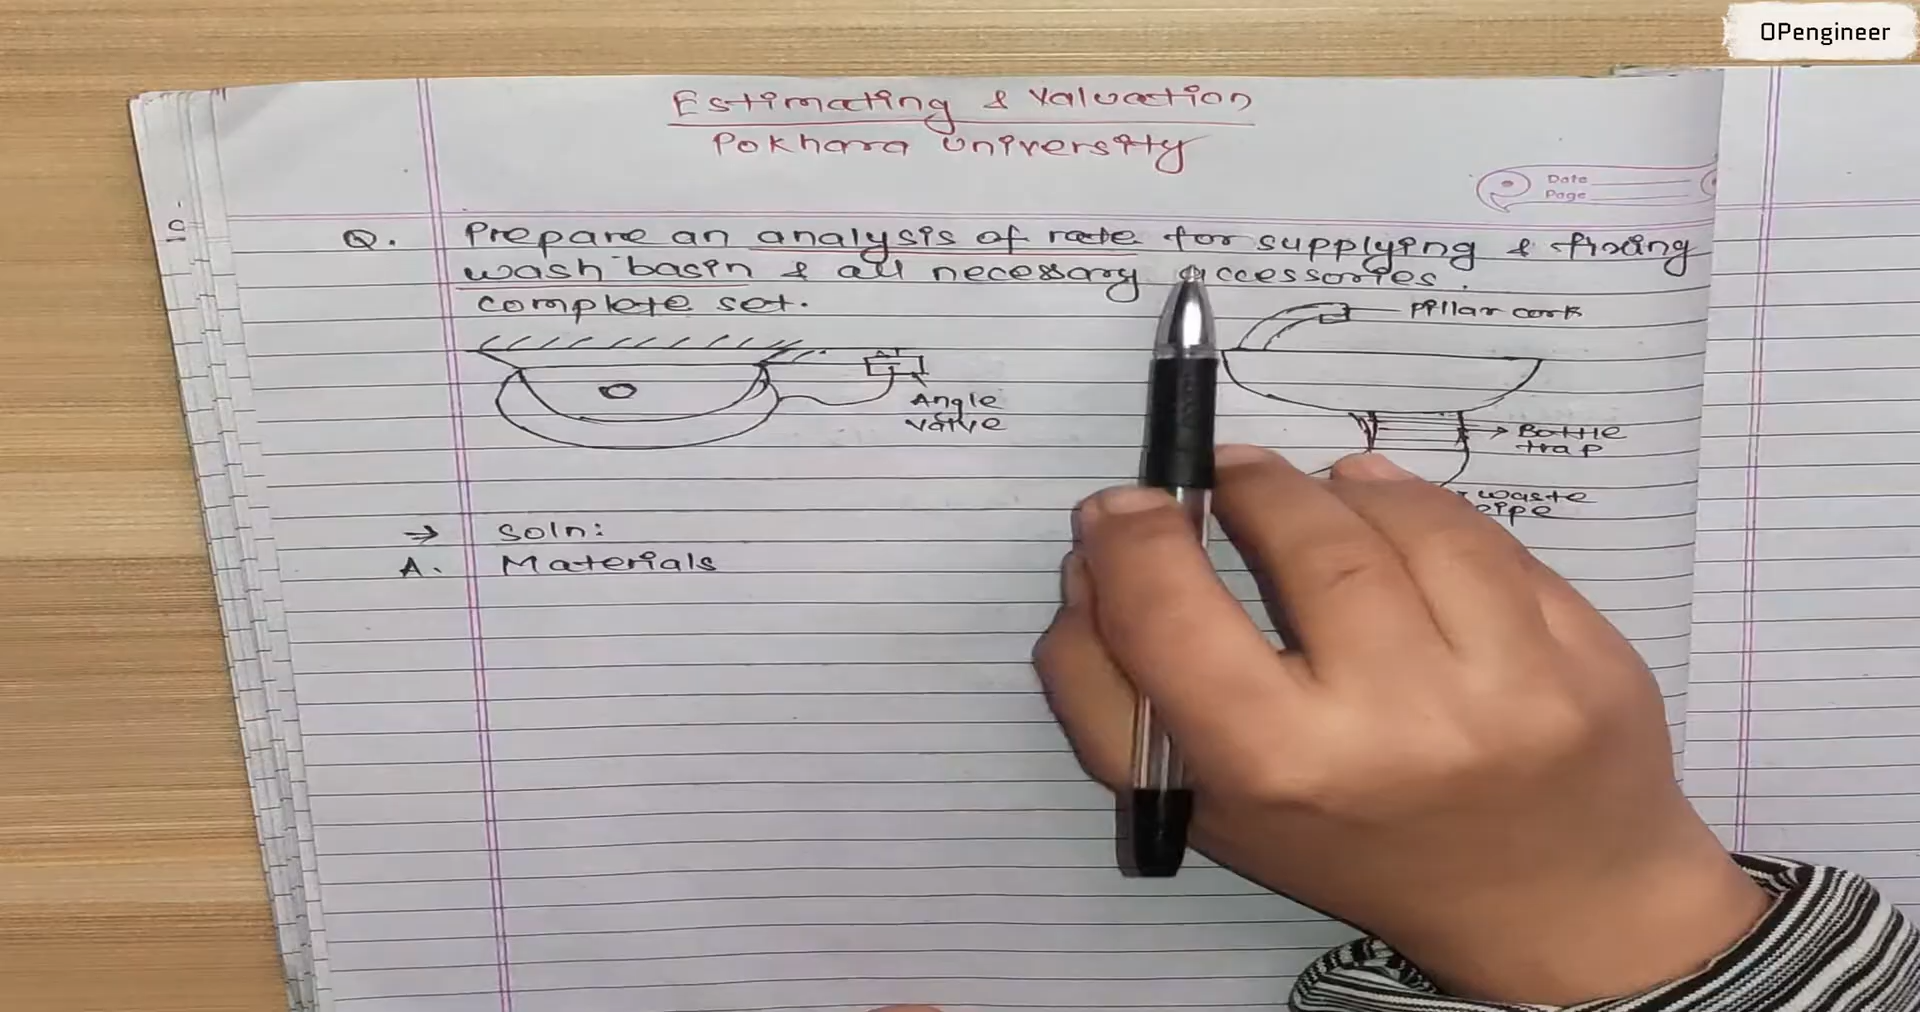 OPengineer
Estimating & Valuation
Pokhara University
Date
Page
Q. Prepare an analysis of rate for supplying & fixing
wash basin & all necessary accessories.
complete set.
Pillar cork
Angle
valve
Bottle
trap
waste
pipe
→ Soln:
A. Materials